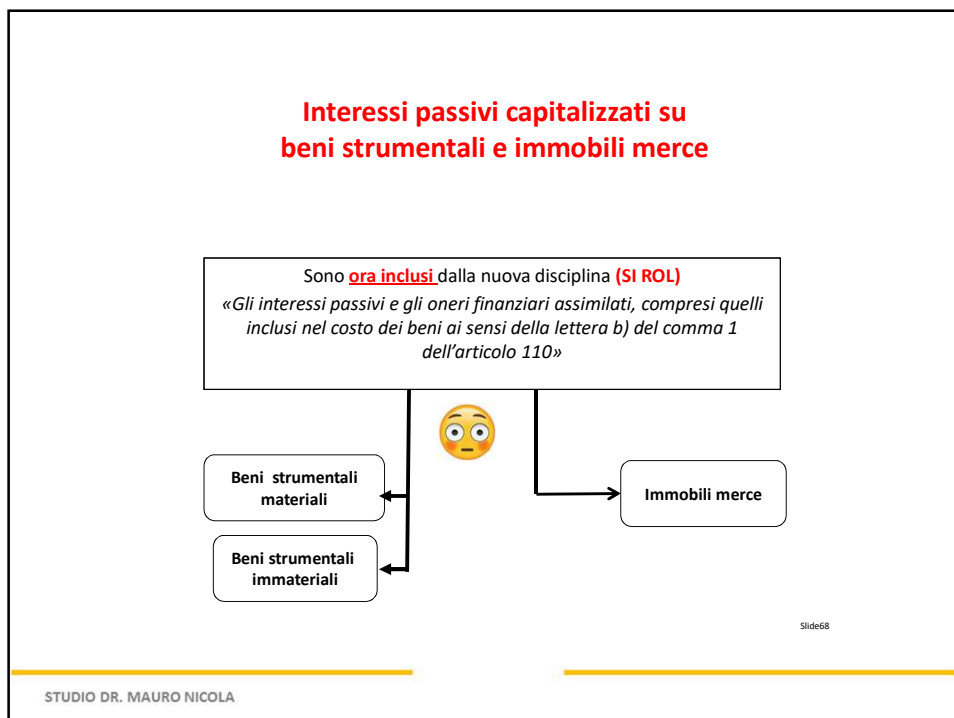 Interessi passivi capitalizzati su
beni strumentali e immobili merce
Sono ora inclusi dalla nuova disciplina (SI ROL)
«Gli interessi passivi e gli oneri finanziari assimilati, compresi quelli
inclusi nel costo dei beni ai sensi della lettera b) del comma 1
dell'articolo 110»
Beni strumentali
materiali
Immobili merce
Beni strumentali
immateriali
Slide68
STUDIO DR. MAURO NICOLA